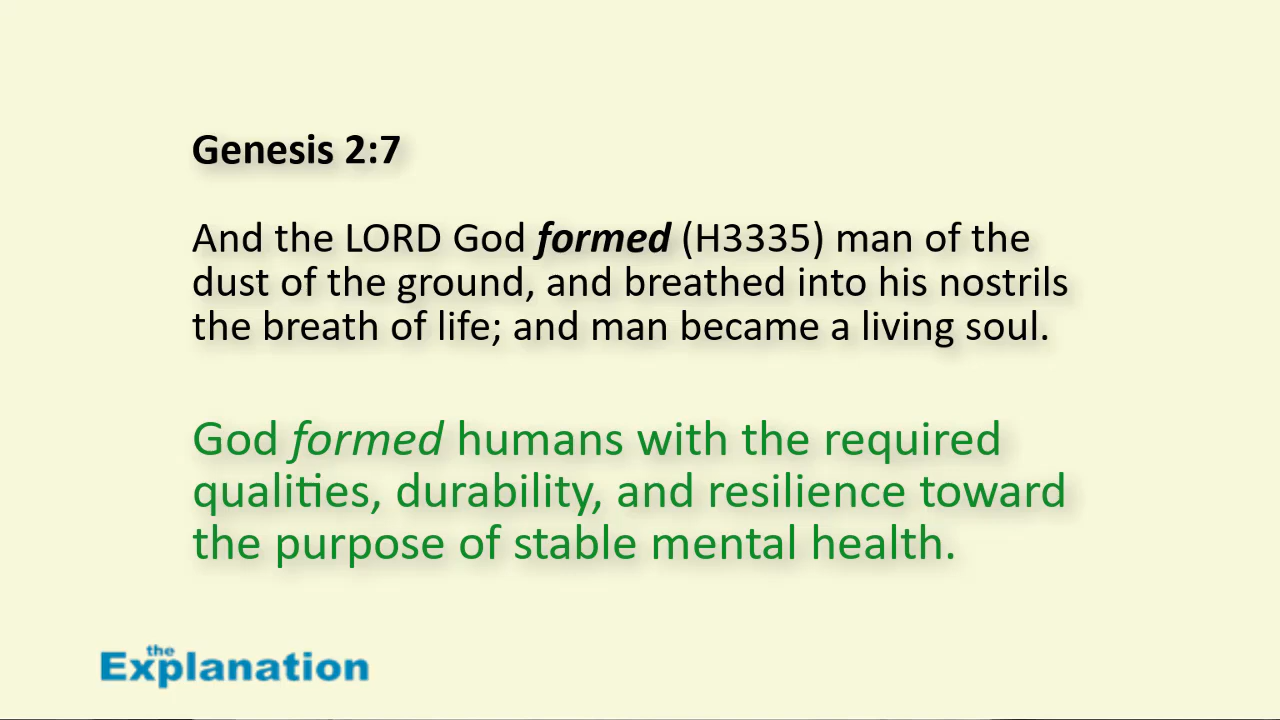 Genesis 2:7
And the LORD God formed (H3335) man of the
dust of the ground, and breathed into his nostrils
the breath of life; and man became a living soul.
God formed humans with the required
qualities, durability, and resilience toward
the purpose of stable mental health.
the
Explanation